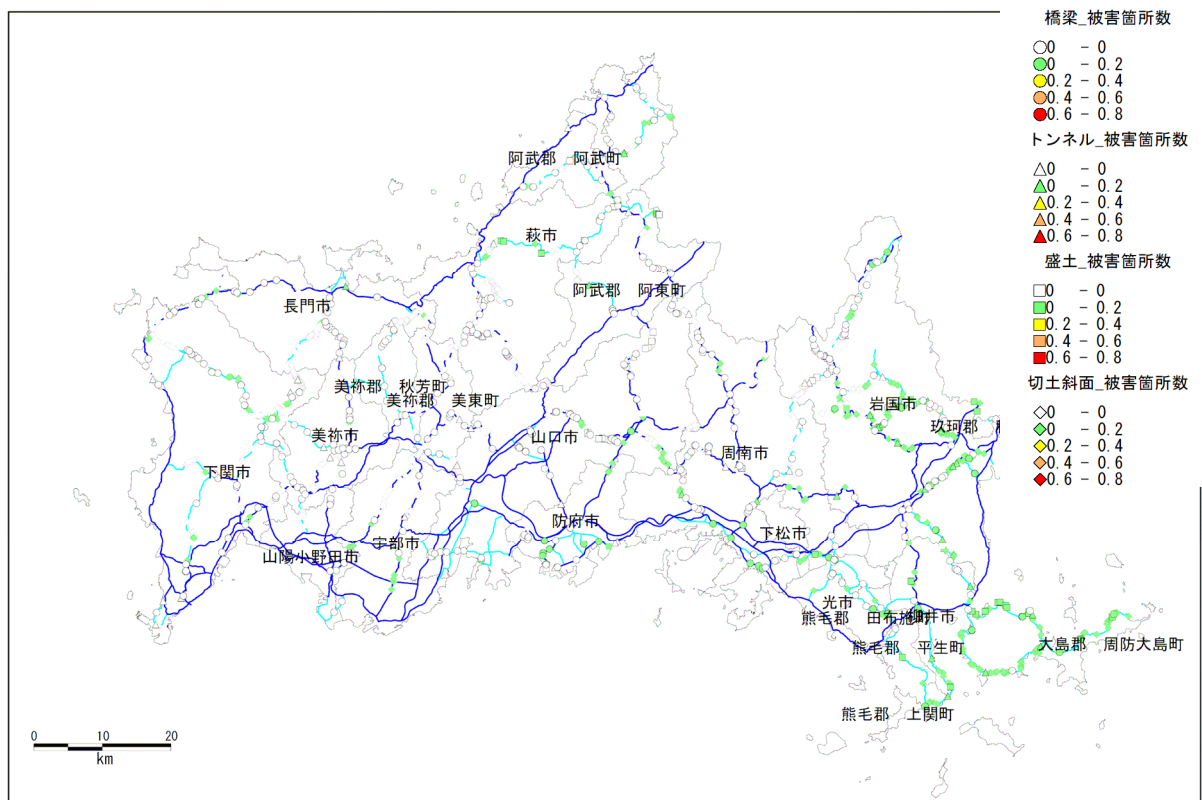 橋梁_被害箇所数
0 - 0
0 - 0.2
0.2 - 0.4
0.4 - 0.6
0.6 - 0.8
トンネル_被害箇所数
0 - 0
0 - 0.2
0.2 - 0.4
0.4 - 0.6
0.6 - 0.8
盛土_被害箇所数
0 - 0
0 - 0.2
0.2 - 0.4
0.4 - 0.6
0.6 - 0.8
切土斜面_被害箇所数
0 - 0
0 - 0.2
0.2 - 0.4
0.4 - 0.6
0.6 - 0.8
阿武郡 阿武町
萩市
阿武郡 阿東町
長門市
美祢郡 秋芳町
美祢郡 美東町
岩国市
玖珂郡
美祢市
山口市
周南市
下関市
防府市
下松市
宇部市
山陽小野田市
光市
熊毛郡 田布施町
柳井市
熊毛郡 平生町
大島郡 周防大島町
熊毛郡 上関町
0 10 20
km